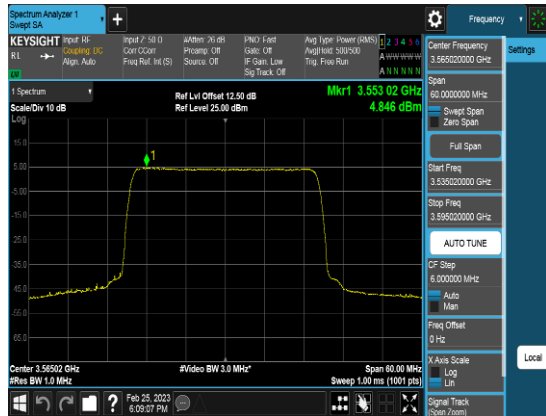 Spectrum Analyzer 1
Swept SA
+
Frequency
KEYSIGHT
Input: RF
Coupling: DC
Align: Auto
Input Z: 50 Ω
Corr CCorr
Freq Ref: Int (S)
#Atten: 26 dB
Preamp: Off
Source: Off
PNO: Fast
Gate: Off
IF Gain: Low
Sig Track: Off
Avg Type: Power (RMS)
Avg|Hold: 500/500
Trig: Free Run
1 2 3 4 5 6
A W W W W W
A N N N N N
RL
1 Spectrum
Scale/Div 10 dB
Log
Ref Lvl Offset 12.50 dB
Ref Level 25.00 dBm
Mkr1 3.553 02 GHz
4.846 dBm
15.0
5.00
-5.00
-15.0
-25.0
-35.0
-45.0
-55.0
-65.0
1
Center 3.56502 GHz
#Res BW 1.0 MHz
#Video BW 3.0 MHz*
Span 60.00 MHz
Sweep 1.00 ms (1001 pts)
Feb 25, 2023
6:09:07 PM
?
Center Frequency
3.565020000 GHz
Settings
Span
60.0000000 MHz
Swept Span
Zero Span
Full Span
Start Freq
3.535020000 GHz
Stop Freq
3.595020000 GHz
AUTO TUNE
CF Step
6.000000 MHz
Auto
Man
Freq Offset
0 Hz
X Axis Scale
Log
Lin
Local
Signal Track
(Span Zoom)